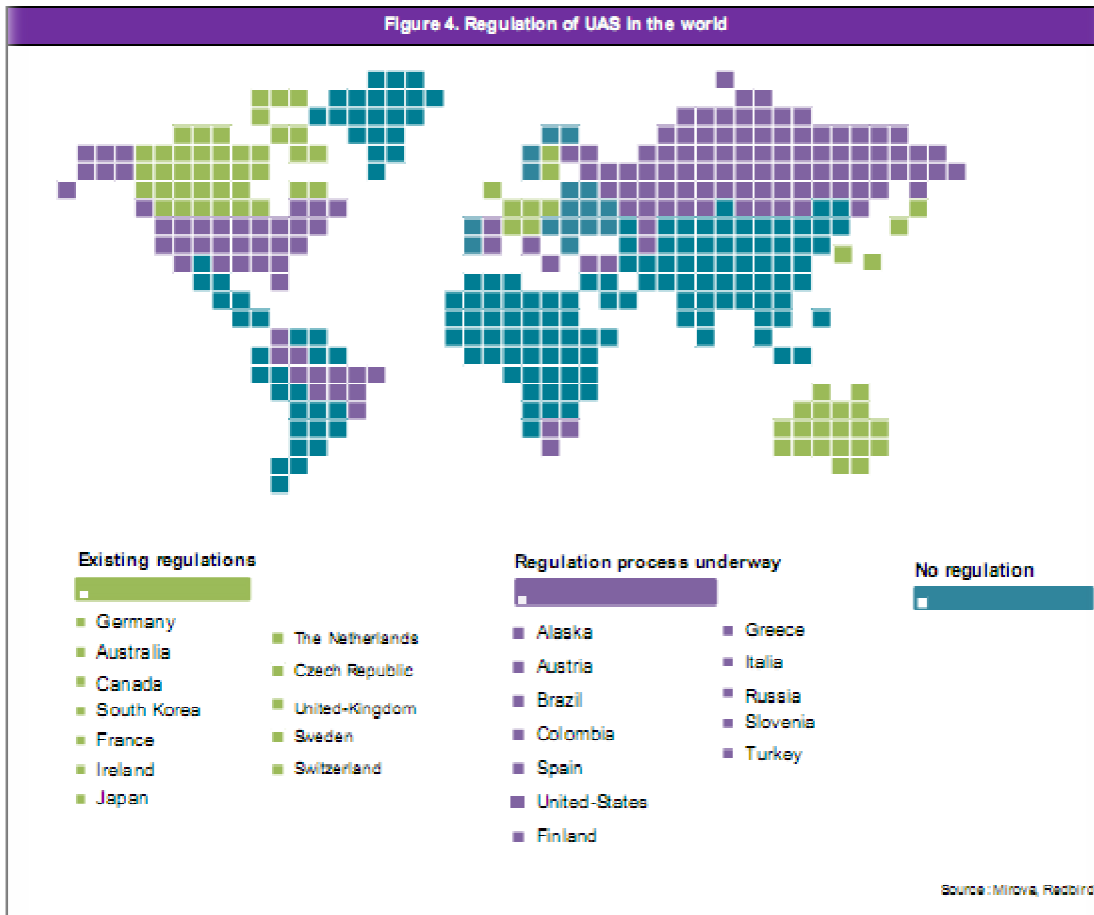 Figure 4. Regulation of UAS in the world
Existing regulations
Germany
Australia
Canada
South Korea
France
Ireland
Japan
The Netherlands
Czech Republic
United-Kingdom
Sweden
Switzerland
Regulation process underway
Alaska
Austria
Brazil
Colombia
Spain
United-States
Finland
Greece
Italia
Russia
Slovenia
Turkey
No regulation
Source: Mirova, Redbird